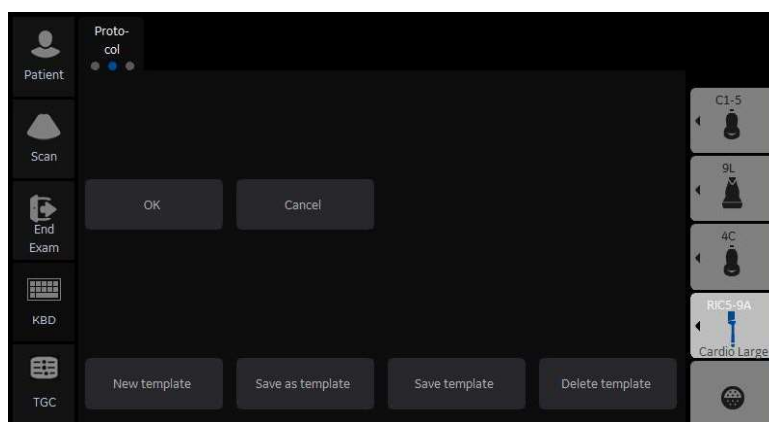 Proto-
col
Patient
Scan
End
Exam
KBD
TGC
OK
Cancel
New template
Save as template
Save template
Delete template
C1-5
9L
4C
RIC5-9A
Cardio Large